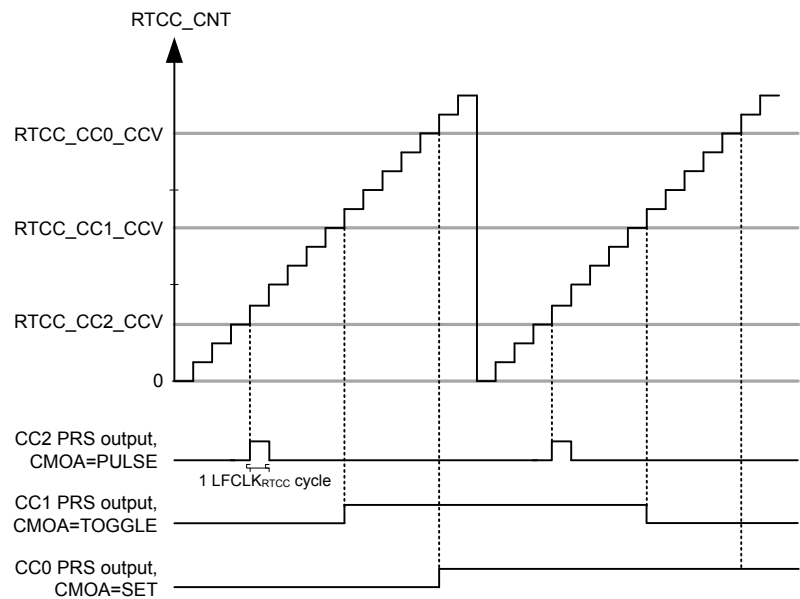 RTCC_CNT
RTCC_CC0_CCV
RTCC_CC1_CCV
RTCC_CC2_CCV
0
CC2 PRS output,
CMOA=PULSE
1 LFCLKRTCC cycle
CC1 PRS output,
CMOA=TOGGLE
CC0 PRS output,
CMOA=SET